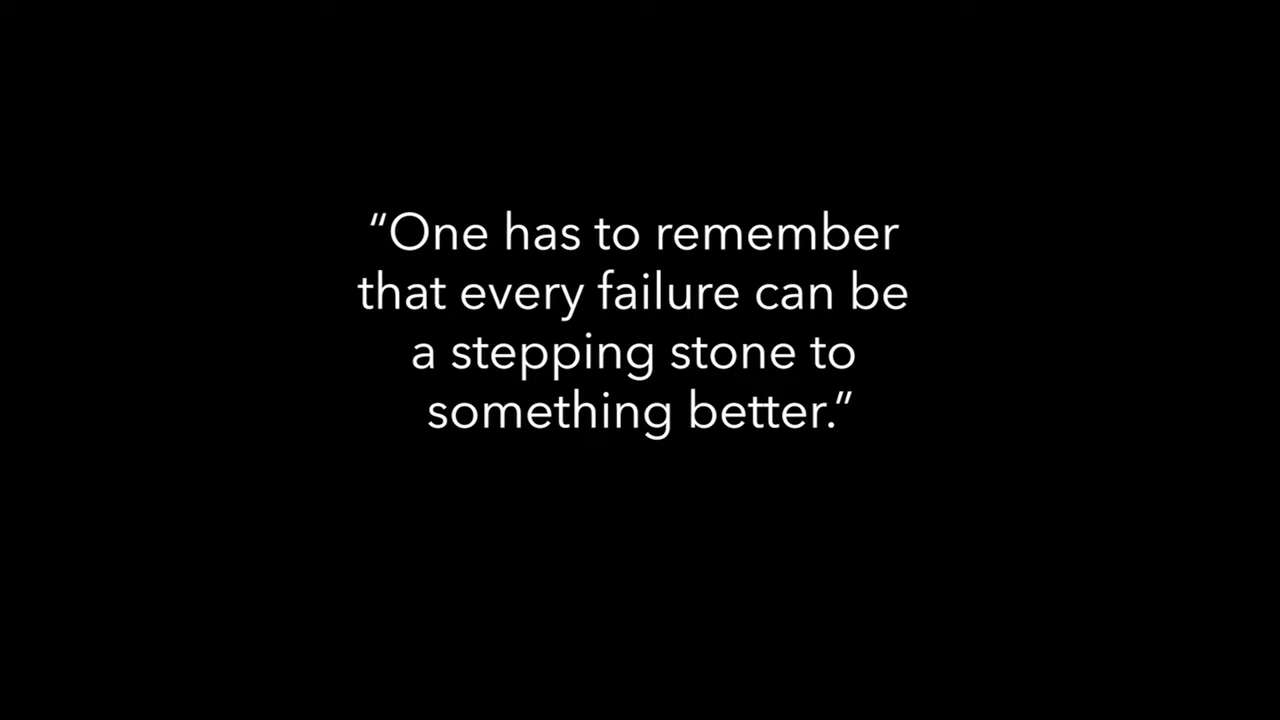 “One has to remember
that every failure can be
a stepping stone to
something better.”